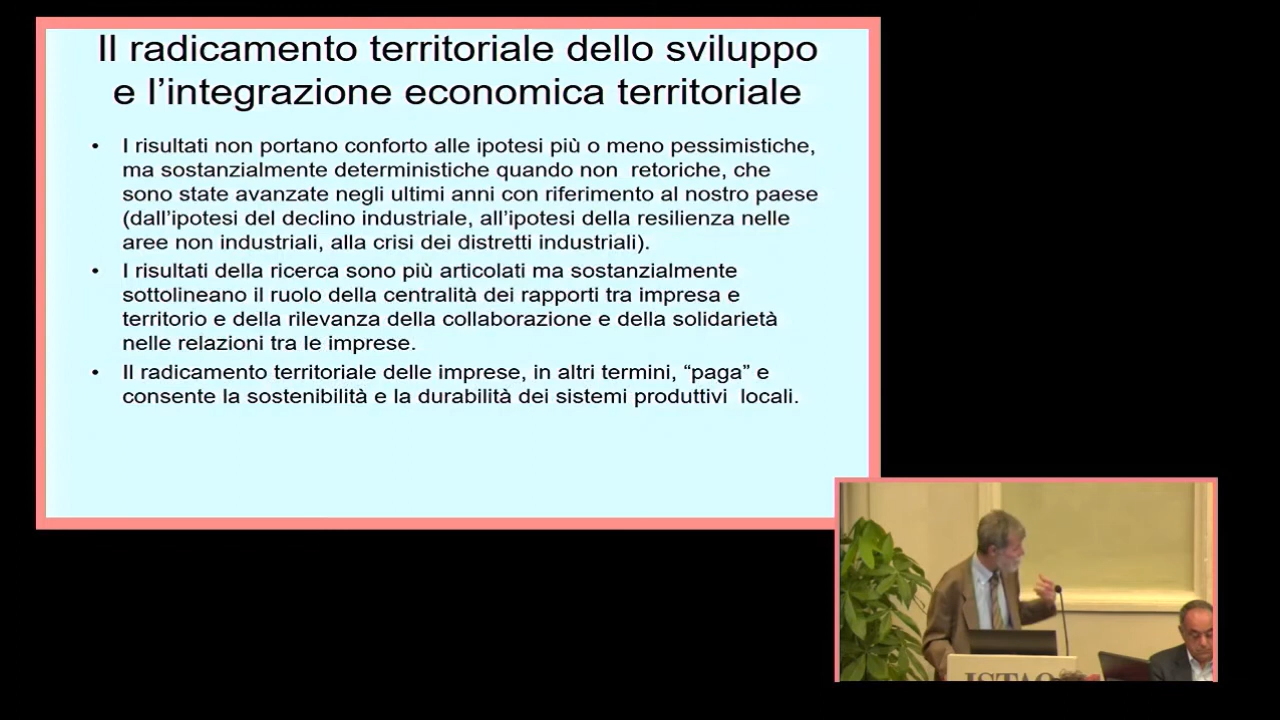 Il radicamento territoriale dello sviluppo
e l’integrazione economica territoriale
• I risultati non portano conforto alle ipotesi più o meno pessimistiche,
ma sostanzialmente deterministiche quando non retoriche, che
sono state avanzate negli ultimi anni con riferimento al nostro paese
(dall’ipotesi del declino industriale, all’ipotesi della resilienza nelle
aree non industriali, alla crisi dei distretti industriali).
• I risultati della ricerca sono più articolati ma sostanzialmente
sottolineano il ruolo della centralità dei rapporti tra impresa e
territorio e della rilevanza della collaborazione e della solidarietà
nelle relazioni tra le imprese.
• Il radicamento territoriale delle imprese, in altri termini, “paga” e
consente la sostenibilità e la durabilità dei sistemi produttivi locali.